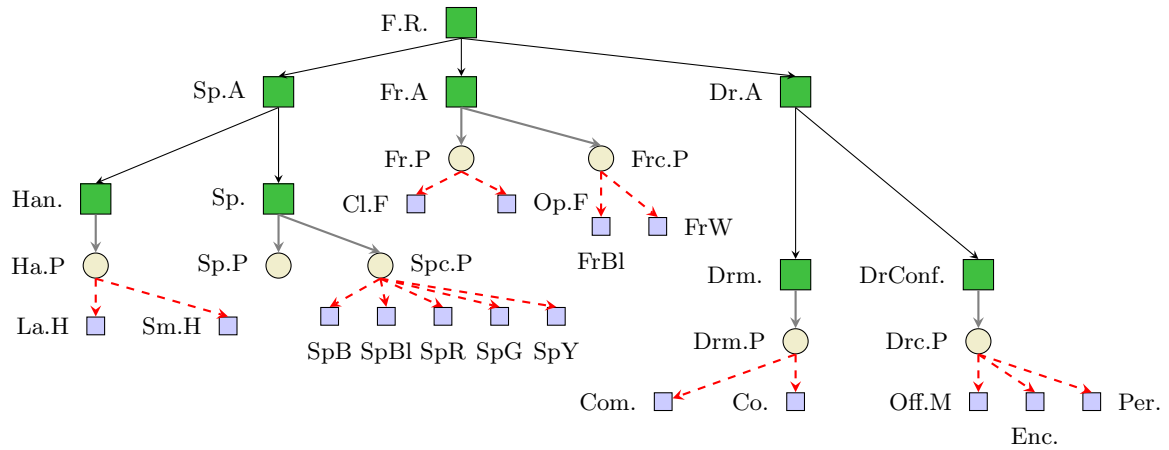 F.R.
Sp.A
Fr.A
Dr.A
Fr.P
Frc.P
Han.
Sp.
Cl.F
Op.F
FrW
FrBl
Ha.P
Sp.P
Spc.P
Drm.
DrConf.
La.H
Sm.H
SpB
SpBl
SpR
SpG
SpY
Drm.P
Drc.P
Com.
Co.
Off.M
Per.
Enc.